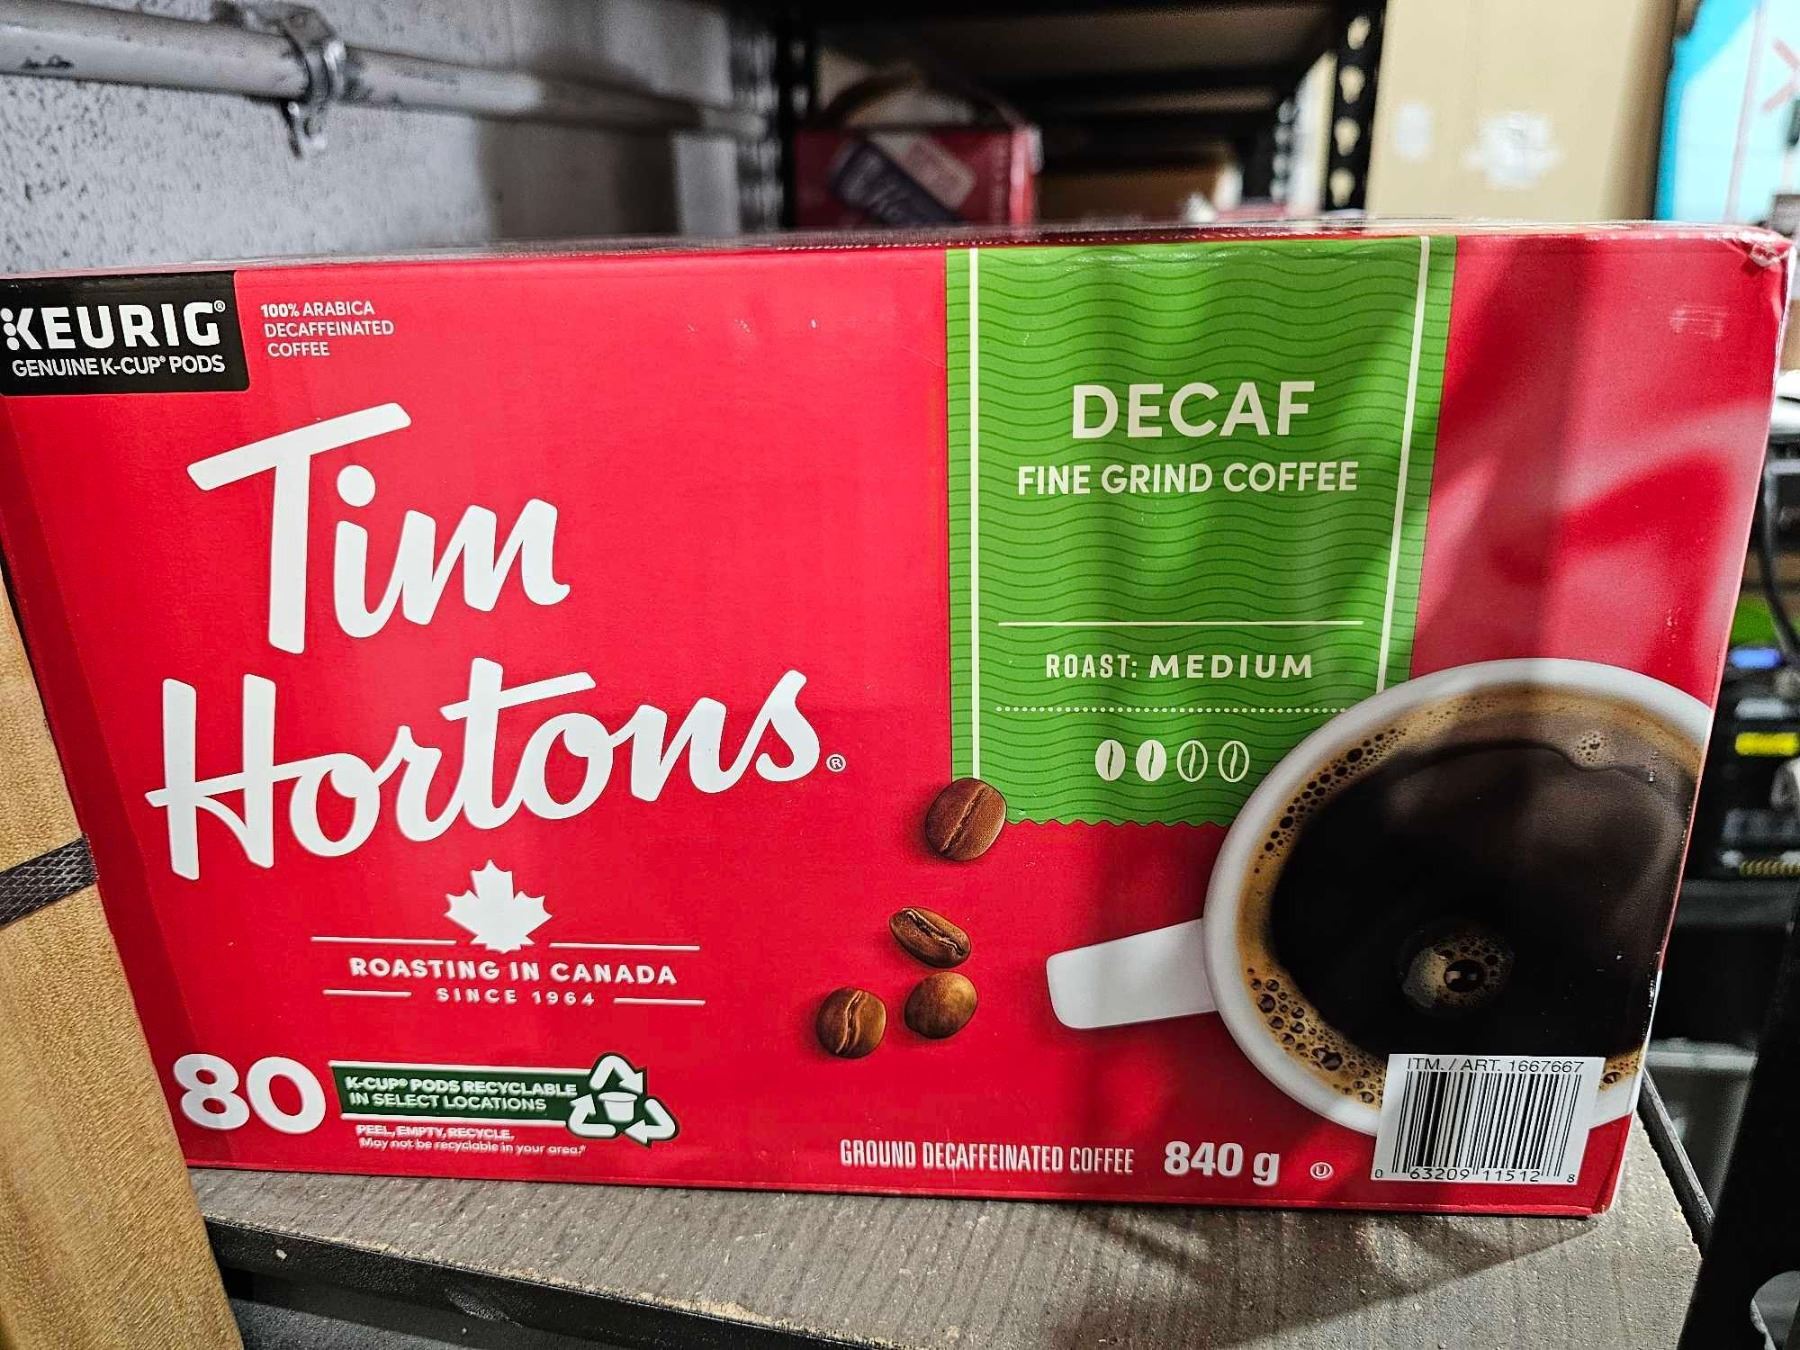 KEURIG®
GENUINE K-CUP® PODS
100% ARABICA
DECAFFEINATED
COFFEE
Tim
Hortons®
ROASTING IN CANADA
SINCE 1964
DECAF
FINE GRIND COFFEE
ROAST: MEDIUM
80
K-CUP® PODS RECYCLABLE
IN SELECT LOCATIONS
PEEL, EMPTY, RECYCLE.
May not be recyclable in your area.*
GROUND DECAFFEINATED COFFEE 840 g
U
ITM. / ART. 1667667
0 63209 11512 8